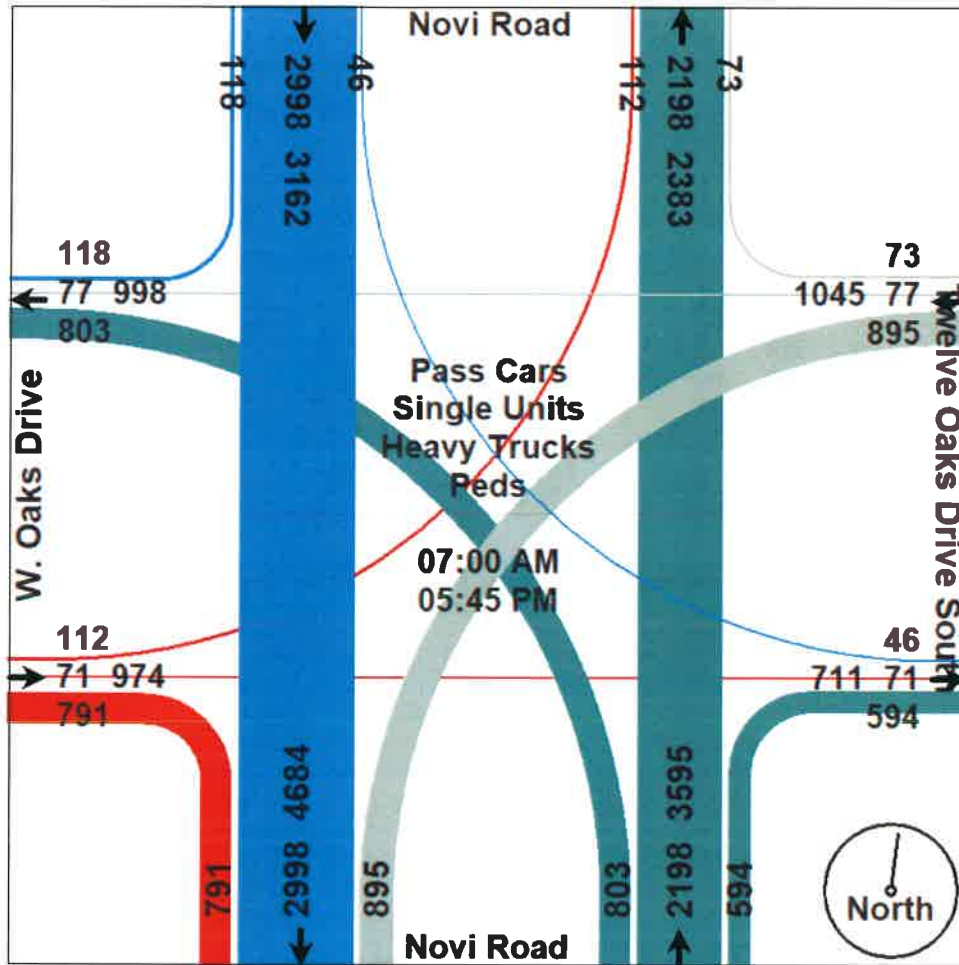 Novi Road
118
2998 3162
46
112
2198 2383
73
118
77 998
803
73
1045 77
895
W. Oaks Drive
Twelve Oaks Drive South
Pass Cars
Single Units
Heavy Trucks
Peds
07:00 AM
05:45 PM
112
71 974
791
46
711 71
594
791
2998 4684
895
803
2198 3595
594
North
Novi Road